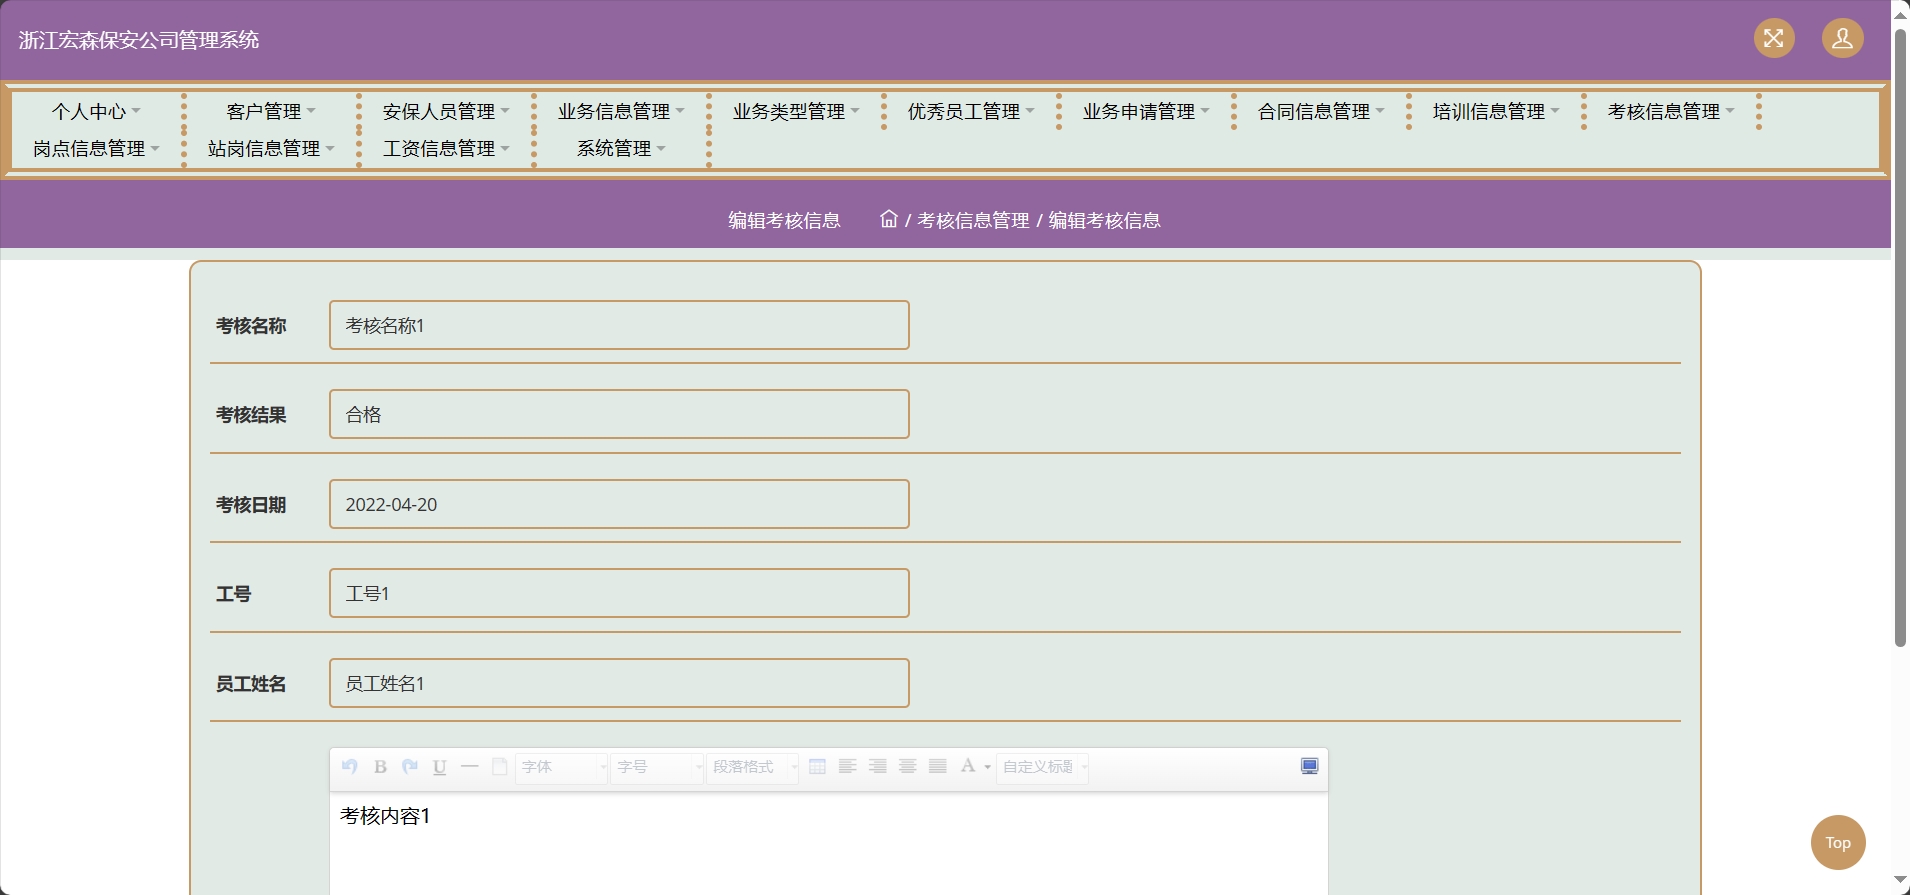 浙江宏森保安公司管理系统
个人中心 客户管理 安保人员管理 业务信息管理 业务类型管理 优秀员工管理 业务申请管理 合同信息管理 培训信息管理 考核信息管理
岗点信息管理 站岗信息管理 工资信息管理 系统管理
编辑考核信息 / 考核信息管理 / 编辑考核信息
考核名称 考核名称1
考核结果 合格
考核日期 2022-04-20
工号 工号1
员工姓名 员工姓名1
B U 字体 字号 段落格式 A 自定义标题
考核内容1
Top